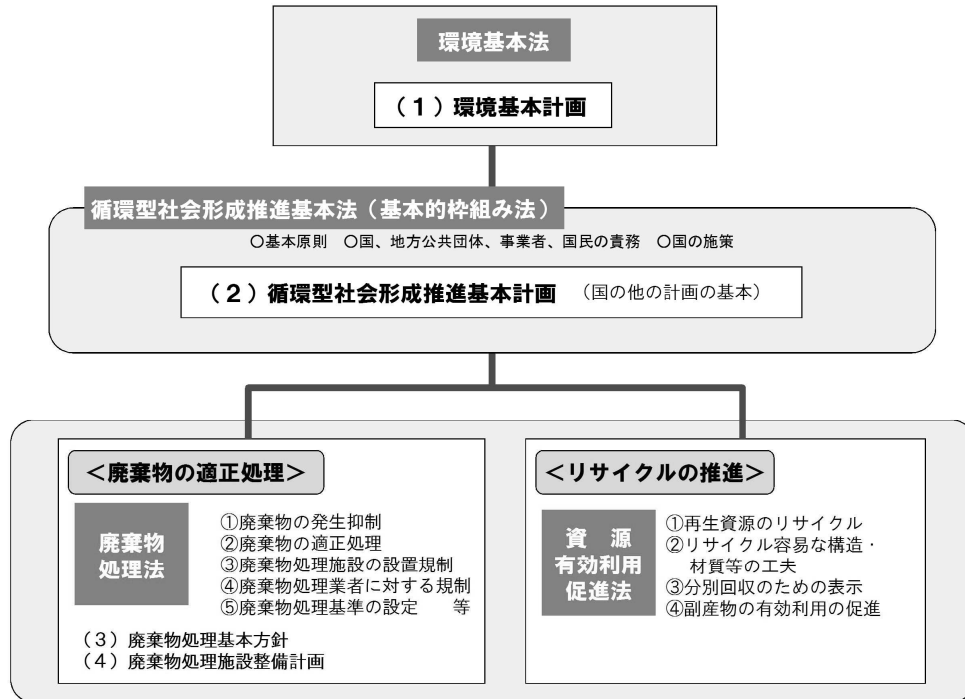 環境基本法
(1)環境基本計画
循環型社会形成推進基本法(基本的枠組み法)
○基本原則 ○国、地方公共団体、事業者、国民の責務 ○国の施策
(2)循環型社会形成推進基本計画 (国の他の計画の基本)
<廃棄物の適正処理>
廃棄物
処理法
①廃棄物の発生抑制
②廃棄物の適正処理
③廃棄物処理施設の設置規制
④廃棄物処理業者に対する規制
⑤廃棄物処理基準の設定 等
(3)廃棄物処理基本方針
(4)廃棄物処理施設整備計画
<リサイクルの推進>
資 源
有効利用
促進法
①再生資源のリサイクル
②リサイクル容易な構造・
材質等の工夫
③分別回収のための表示
④副産物の有効利用の促進